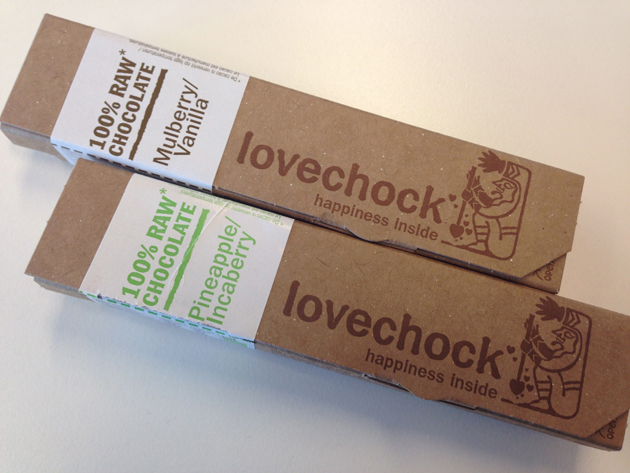 100% RAW*
CHOCOLATE
Mulberry/
Vanilla
lovechock
happiness inside
100% RAW*
CHOCOLATE
Pineapple/
Incaberry
lovechock
happiness inside